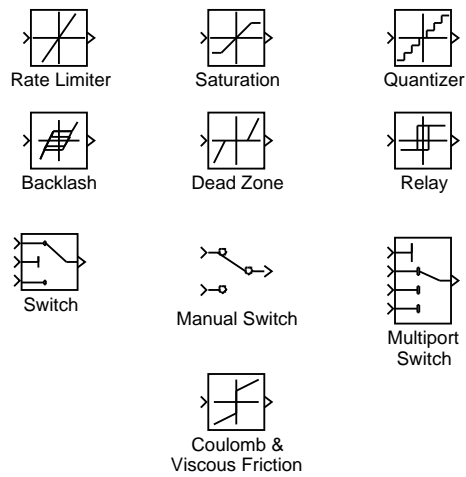 Rate Limiter
Saturation
Quantizer
Backlash
Dead Zone
Relay
Switch
Manual Switch
Multiport
Switch
Coulomb &
Viscous Friction